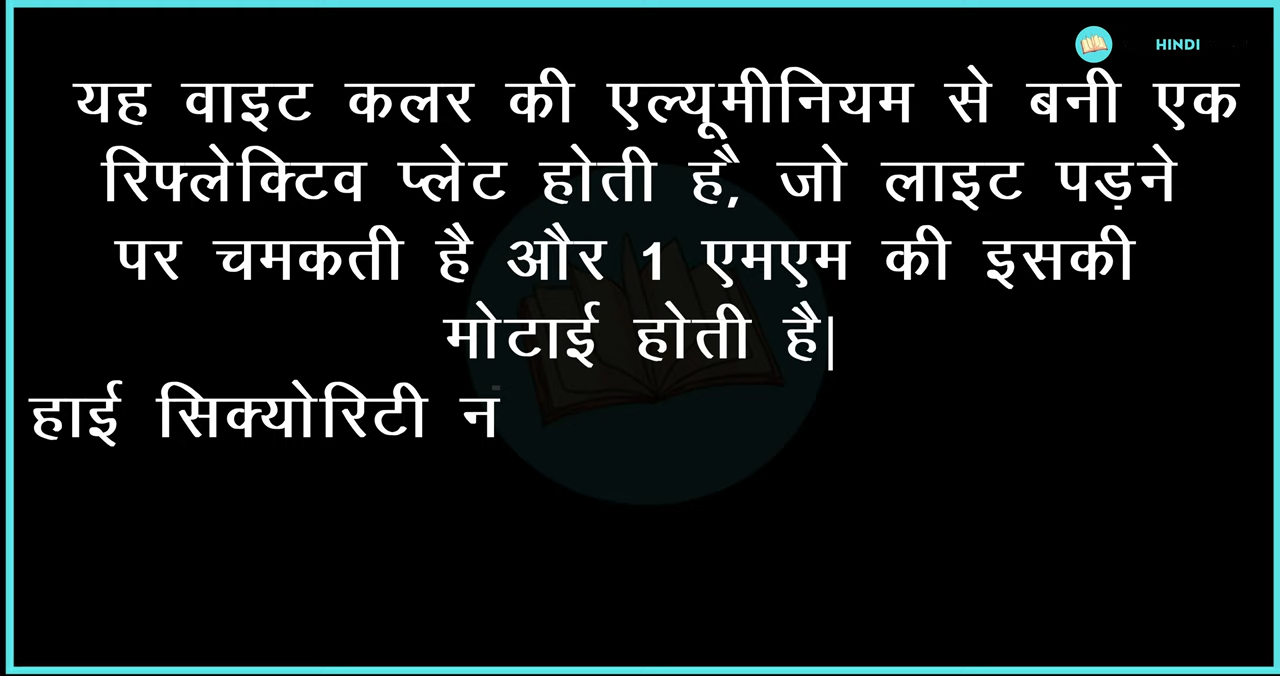 HINDI
यह वाइट कलर की एल्यूमीनियम से बनी एक
रिफ्लेक्टिव प्लेट होती है, जो लाइट पड़ने
पर चमकती है और 1 एमएम की इसकी
मोटाई होती है|
हाई सिक्योरिटी नं